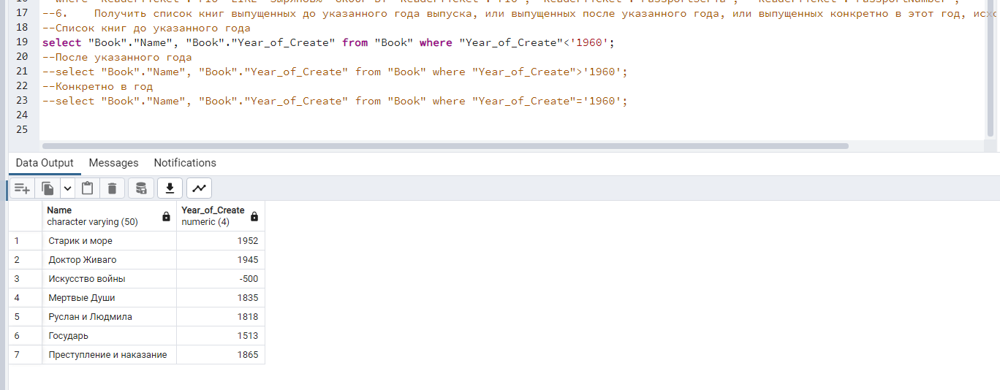 17 --6. Получить список книг выпущенных до указанного года выпуска, или выпущенных после указанного года, или выпущенных конкретно в этот год,
18 --Список книг до указанного года
19 select "Book"."Name", "Book"."Year_of_Create" from "Book" where "Year_of_Create"<'1960';
20 --После указанного года
21 --select "Book"."Name", "Book"."Year_of_Create" from "Book" where "Year_of_Create">'1960';
22 --Конкретно в год
23 --select "Book"."Name", "Book"."Year_of_Create" from "Book" where "Year_of_Create"='1960';
24
25
Data Output Messages Notifications
Name Year_of_Create
character varying (50) numeric (4)
1 Старик и море 1952
2 Доктор Живаго 1945
3 Искусство войны -500
4 Мертвые Души 1835
5 Руслан и Людмила 1818
6 Государь 1513
7 Преступление и наказание 1865